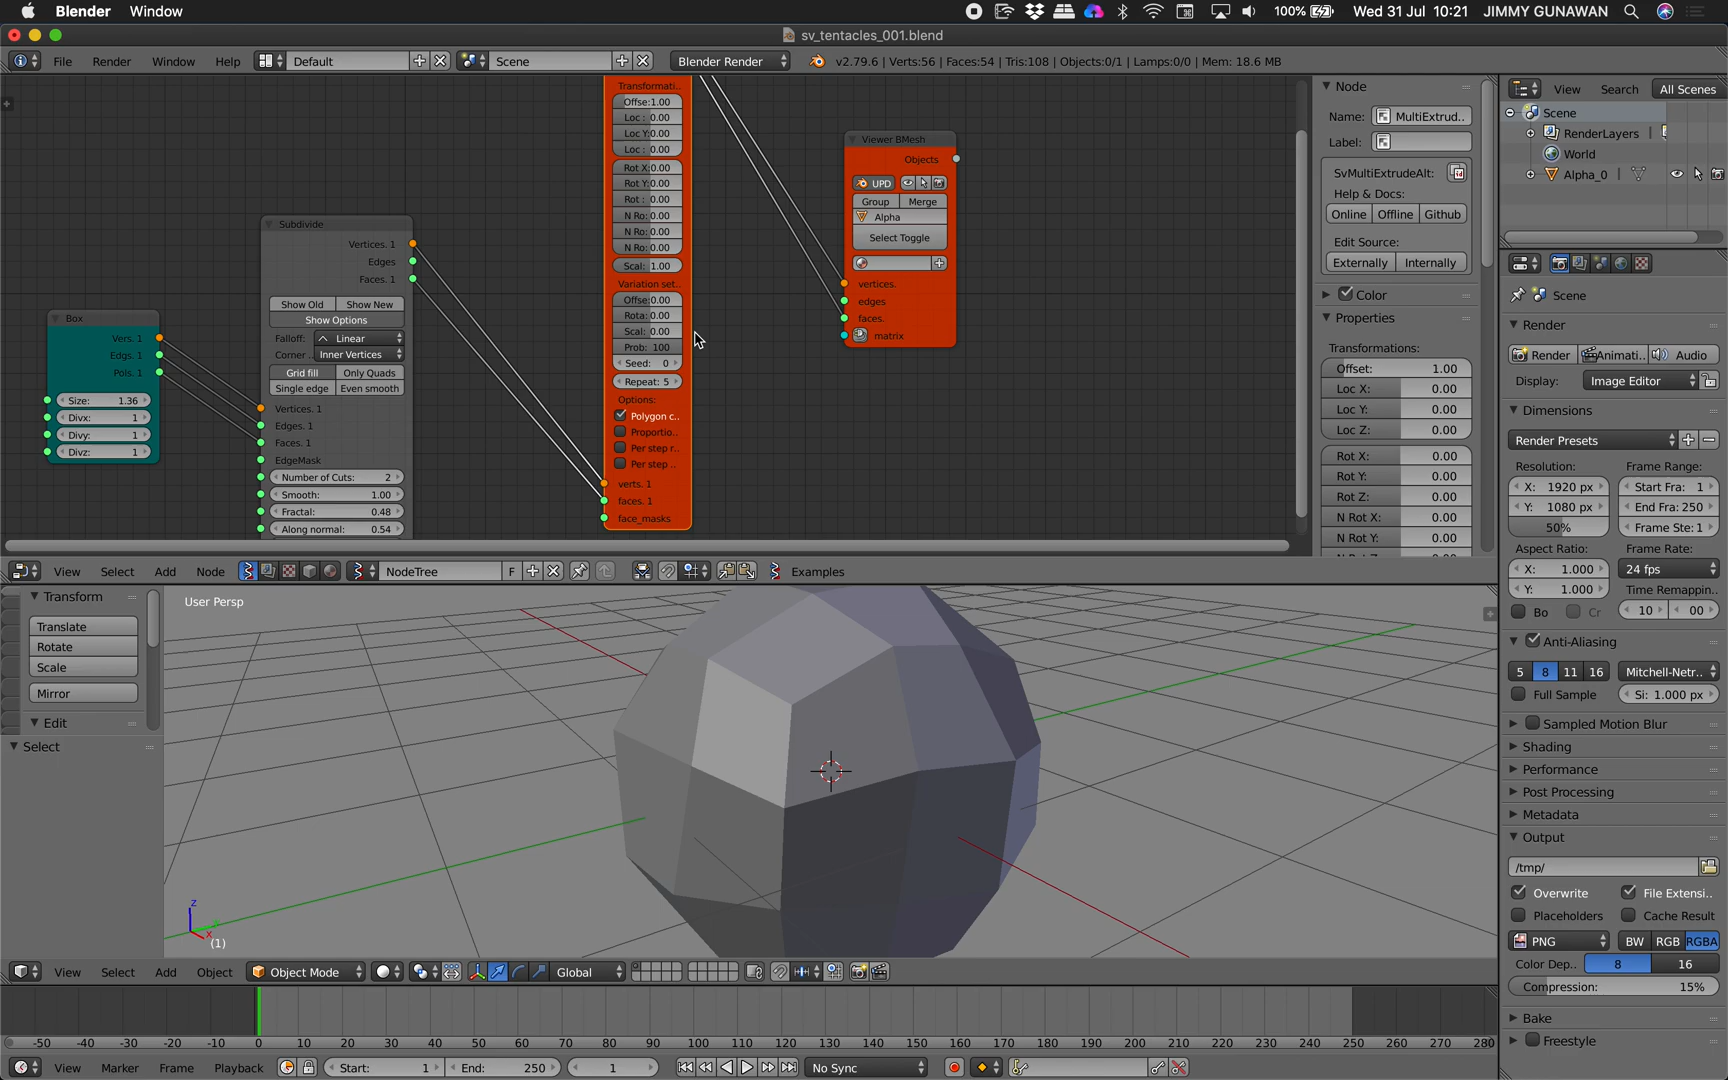 Blender Window
100% Wed 31 Jul 10:21 JIMMY GUNAWAN
sv_tentacles_001.blend
File Render Window Help Default Scene Blender Render v2.79.6 | Verts:56 | Faces:54 | Tris:108 | Objects:0/1 | Lamps:0/0 | Mem: 18.6 MB
Transformati..
Offse:1.00
Loc : 0.00
Loc Y:0.00
Loc : 0.00
Rot X:0.00
Rot Y:0.00
Rot : 0.00
N Ro: 0.00
N Ro: 0.00
N Ro: 0.00
Scal: 1.00
Variation set..
Offse:0.00
Rota: 0.00
Scal: 0.00
Prob: 100
Seed: 0
Repeat: 5
Options:
Polygon c..
Proportio..
Per step r..
Per step ..
verts. 1
faces. 1
face_masks
Viewer BMesh
Objects
UPD
Group Merge
Alpha
Select Toggle
vertices.
edges
faces.
matrix
Subdivide
Vertices. 1
Edges
Faces. 1
Show Old Show New
Show Options
Falloff: Linear
Corner .. Inner Vertices
Grid fill Only Quads
Single edge Even smooth
Vertices. 1
Edges. 1
Faces. 1
EdgeMask
Number of Cuts: 2
Smooth: 1.00
Fractal: 0.48
Along normal: 0.54
Box
Vers. 1
Edgs. 1
Pols. 1
Size: 1.36
Divx: 1
Divy: 1
Divz: 1
Node
Name: MultiExtrud..
Label:
SvMultiExtrudeAlt:
Help & Docs:
Online Offline Github
Edit Source:
Externally Internally
Color
Properties
Transformations:
Offset: 1.00
Loc X: 0.00
Loc Y: 0.00
Loc Z: 0.00
Rot X: 0.00
Rot Y: 0.00
Rot Z: 0.00
N Rot X: 0.00
N Rot Y: 0.00
View Search All Scenes
Scene
RenderLayers
World
Alpha_0
Scene
Render
Render Animati.. Audio
Display: Image Editor
Dimensions
Render Presets
Resolution: Frame Range:
X: 1920 px Start Fra: 1
Y: 1080 px End Fra: 250
50% Frame Ste: 1
Aspect Ratio: Frame Rate:
X: 1.000 24 fps
Y: 1.000 Time Remappin..
Bo Cr 10 00
Anti-Aliasing
5 8 11 16 Mitchell-Netr..
Full Sample Si: 1.000 px
Sampled Motion Blur
Shading
Performance
Post Processing
Metadata
Output
/tmp/
Overwrite File Extensi..
Placeholders Cache Result
PNG BW RGB RGBA
Color Dep.. 8 16
Compression: 15%
Bake
Freestyle
View Select Add Node NodeTree F Examples
Transform
Translate
Rotate
Scale
Mirror
Edit
Select
User Persp
z
x
(1)
View Select Add Object Object Mode Global
-50 -40 -30 -20 -10 0 10 20 30 40 50 60 70 80 90 100 110 120 130 140 150 160 170 180 190 200 210 220 230 240 250 260 270 280
View Marker Frame Playback Start: 1 End: 250 1 No Sync